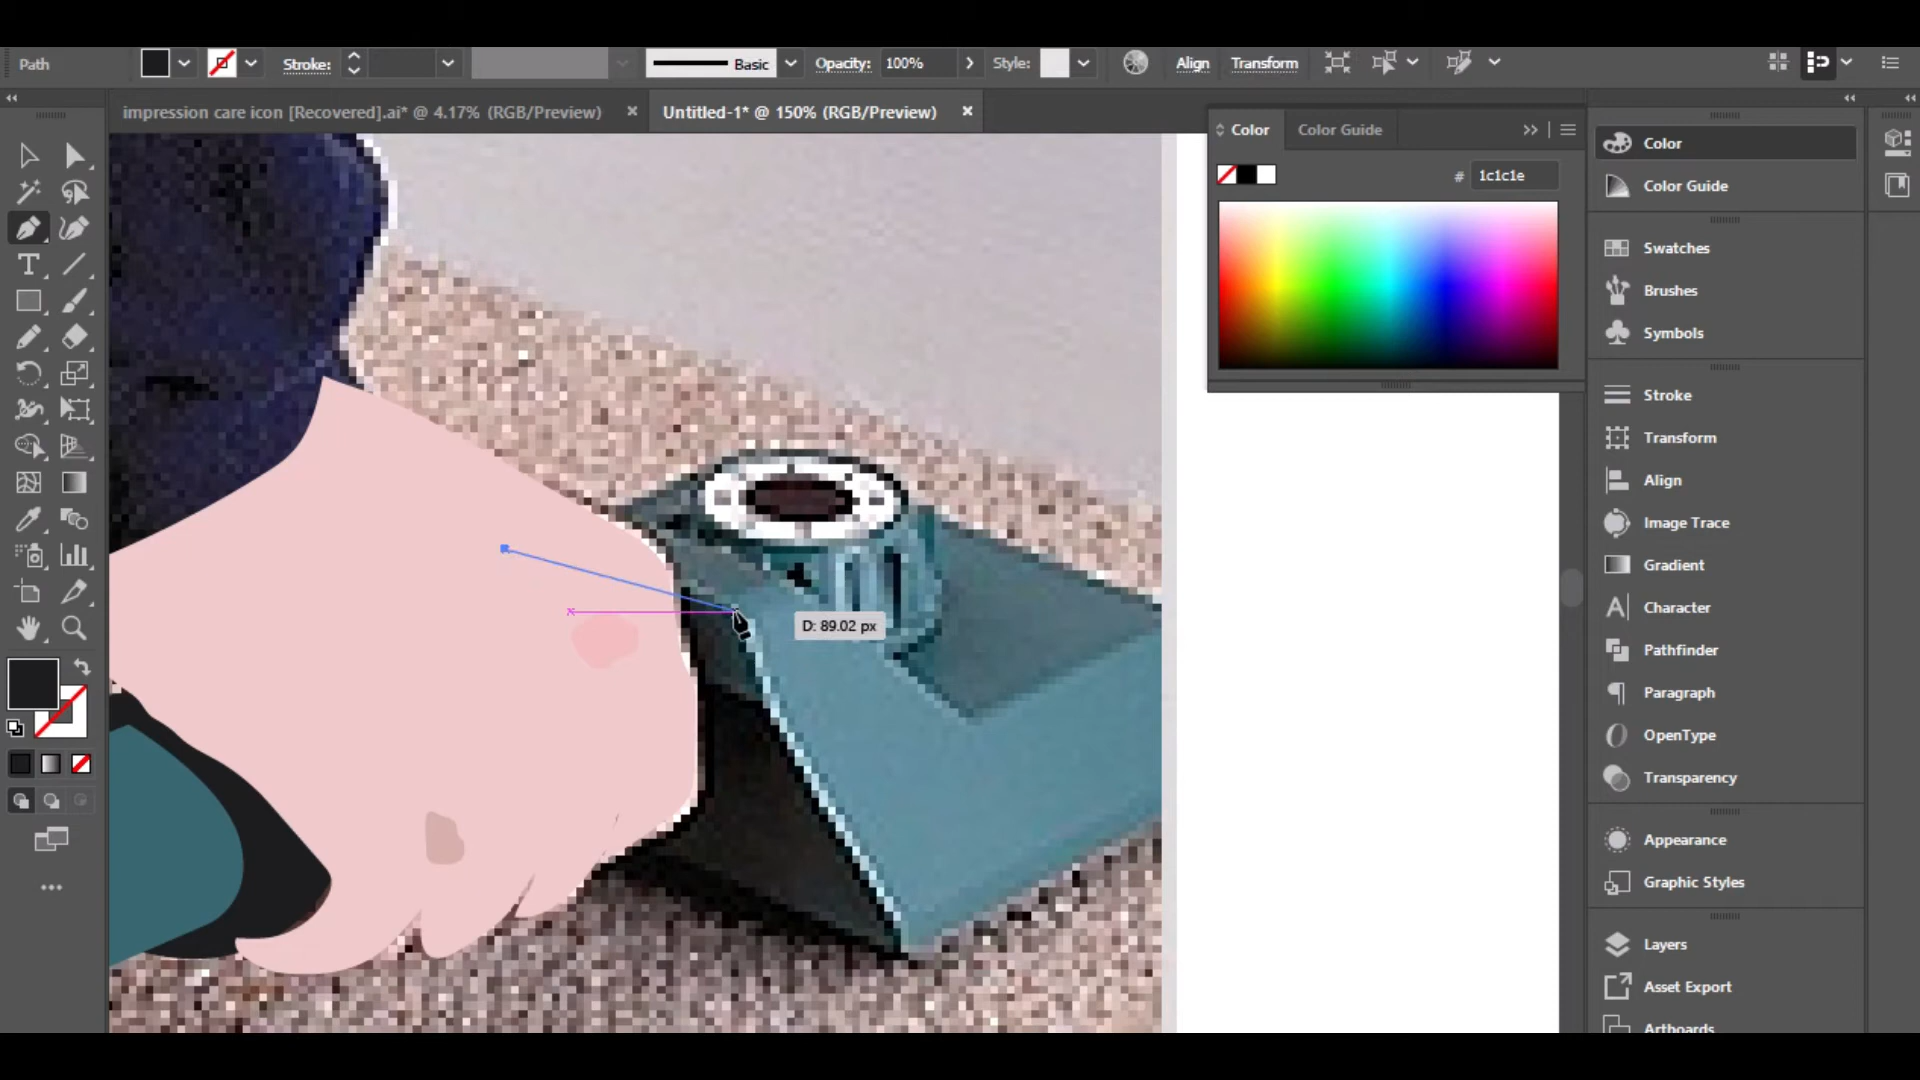 Path
Stroke:
Basic
Opacity:
100%
Style:
Align
Transform
impression care icon [Recovered].ai* @ 4.17% (RGB/Preview)
Untitled-1* @ 150% (RGB/Preview)
Color
Color Guide
# 1c1c1e
Color
Color Guide
Swatches
Brushes
Symbols
Stroke
Transform
Align
Image Trace
Gradient
Character
Pathfinder
Paragraph
OpenType
Transparency
Appearance
Graphic Styles
Layers
Asset Export
Artboards
D: 89.02 px